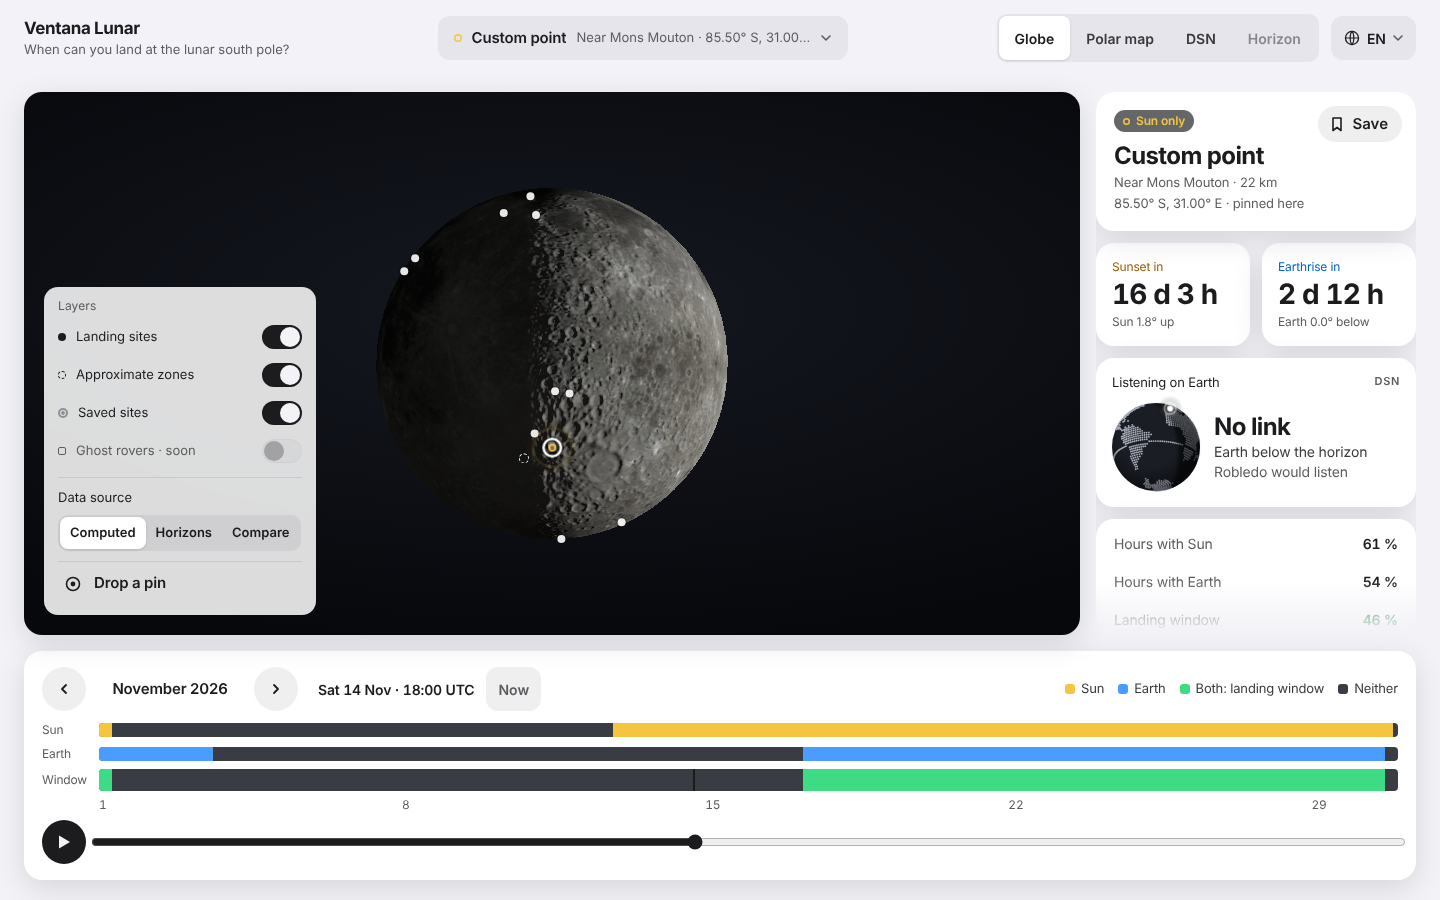 Ventana Lunar
When can you land at the lunar south pole?
Custom point Near Mons Mouton · 85.50° S, 31.00...
Globe Polar map DSN Horizon
EN
Layers
Landing sites
Approximate zones
Saved sites
Ghost rovers · soon
Data source
Computed Horizons Compare
Drop a pin
Sun only
Save
Custom point
Near Mons Mouton · 22 km
85.50° S, 31.00° E · pinned here
Sunset in
16 d 3 h
Sun 1.8° up
Earthrise in
2 d 12 h
Earth 0.0° below
Listening on Earth DSN
No link
Earth below the horizon
Robledo would listen
Hours with Sun 61 %
Hours with Earth 54 %
Landing window 46 %
November 2026 Sat 14 Nov · 18:00 UTC Now
Sun Earth Both: landing window Neither
Sun
Earth
Window
1 8 15 22 29